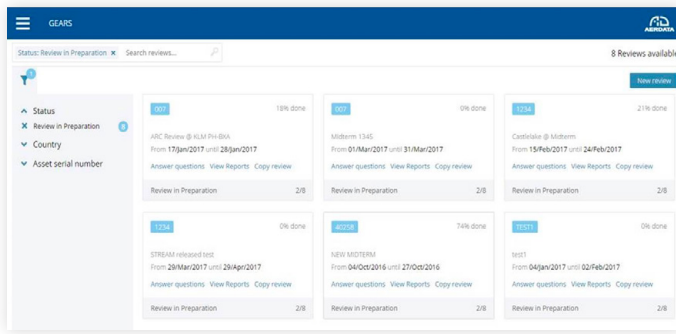 GEARS
AERDATA
Status: Review in Preparation × Search reviews...
8 Reviews available
1
New review
Status
× Review in Preparation 8
Country
Asset serial number
007 18% done
ARC Review @ KLM PH-BXA
From 17/Jan/2017 until 28/Jan/2017
Answer questions View Reports Copy review
Review in Preparation 2/8
007 0% done
Midterm 1345
From 01/Mar/2017 until 31/Mar/2017
Answer questions View Reports Copy review
Review in Preparation 2/8
1234 21% done
Castlelake @ Midterm
From 15/Feb/2017 until 24/Feb/2017
Answer questions View Reports Copy review
Review in Preparation 2/8
1234 0% done
STREAM released test
From 29/Mar/2017 until 29/Apr/2017
Answer questions View Reports Copy review
Review in Preparation 2/8
40258 74% done
NEW MIDTERM
From 04/Oct/2016 until 27/Oct/2016
Answer questions View Reports Copy review
Review in Preparation 2/8
TEST1 0% done
test1
From 04/Jan/2017 until 02/Feb/2017
Answer questions View Reports Copy review
Review in Preparation 2/8